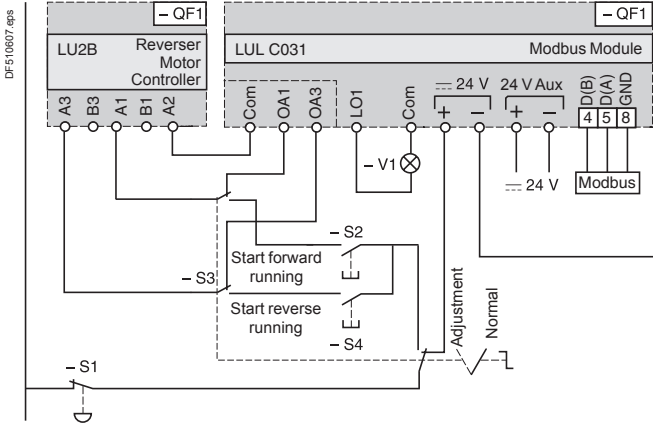 DF510607.eps
– QF1
LU2B
Reverser
Motor
Controller
A3 B3 A1 B1 A2
– QF1
LUL C031
Modbus Module
Com OA1 OA3 LO1 Com
24 V
+ –
24 V Aux
+ –
D(B) D(A) GND
4 5 8
– V1
24 V
Modbus
– S2
Start forward
running
– S3
Start reverse
running
– S4
Adjustment
Normal
– S1